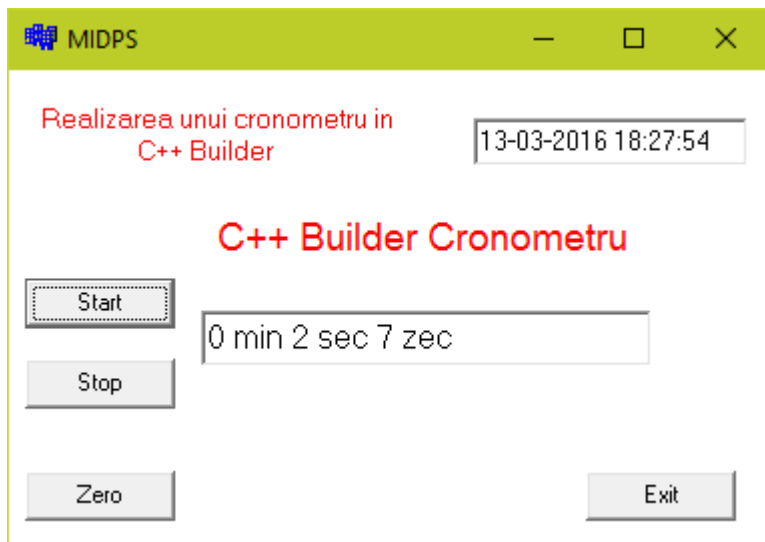 MIDPS
Realizarea unui cronometru in
C++ Builder
13-03-2016 18:27:54
C++ Builder Cronometru
Start
0 min 2 sec 7 zec
Stop
Zero
Exit